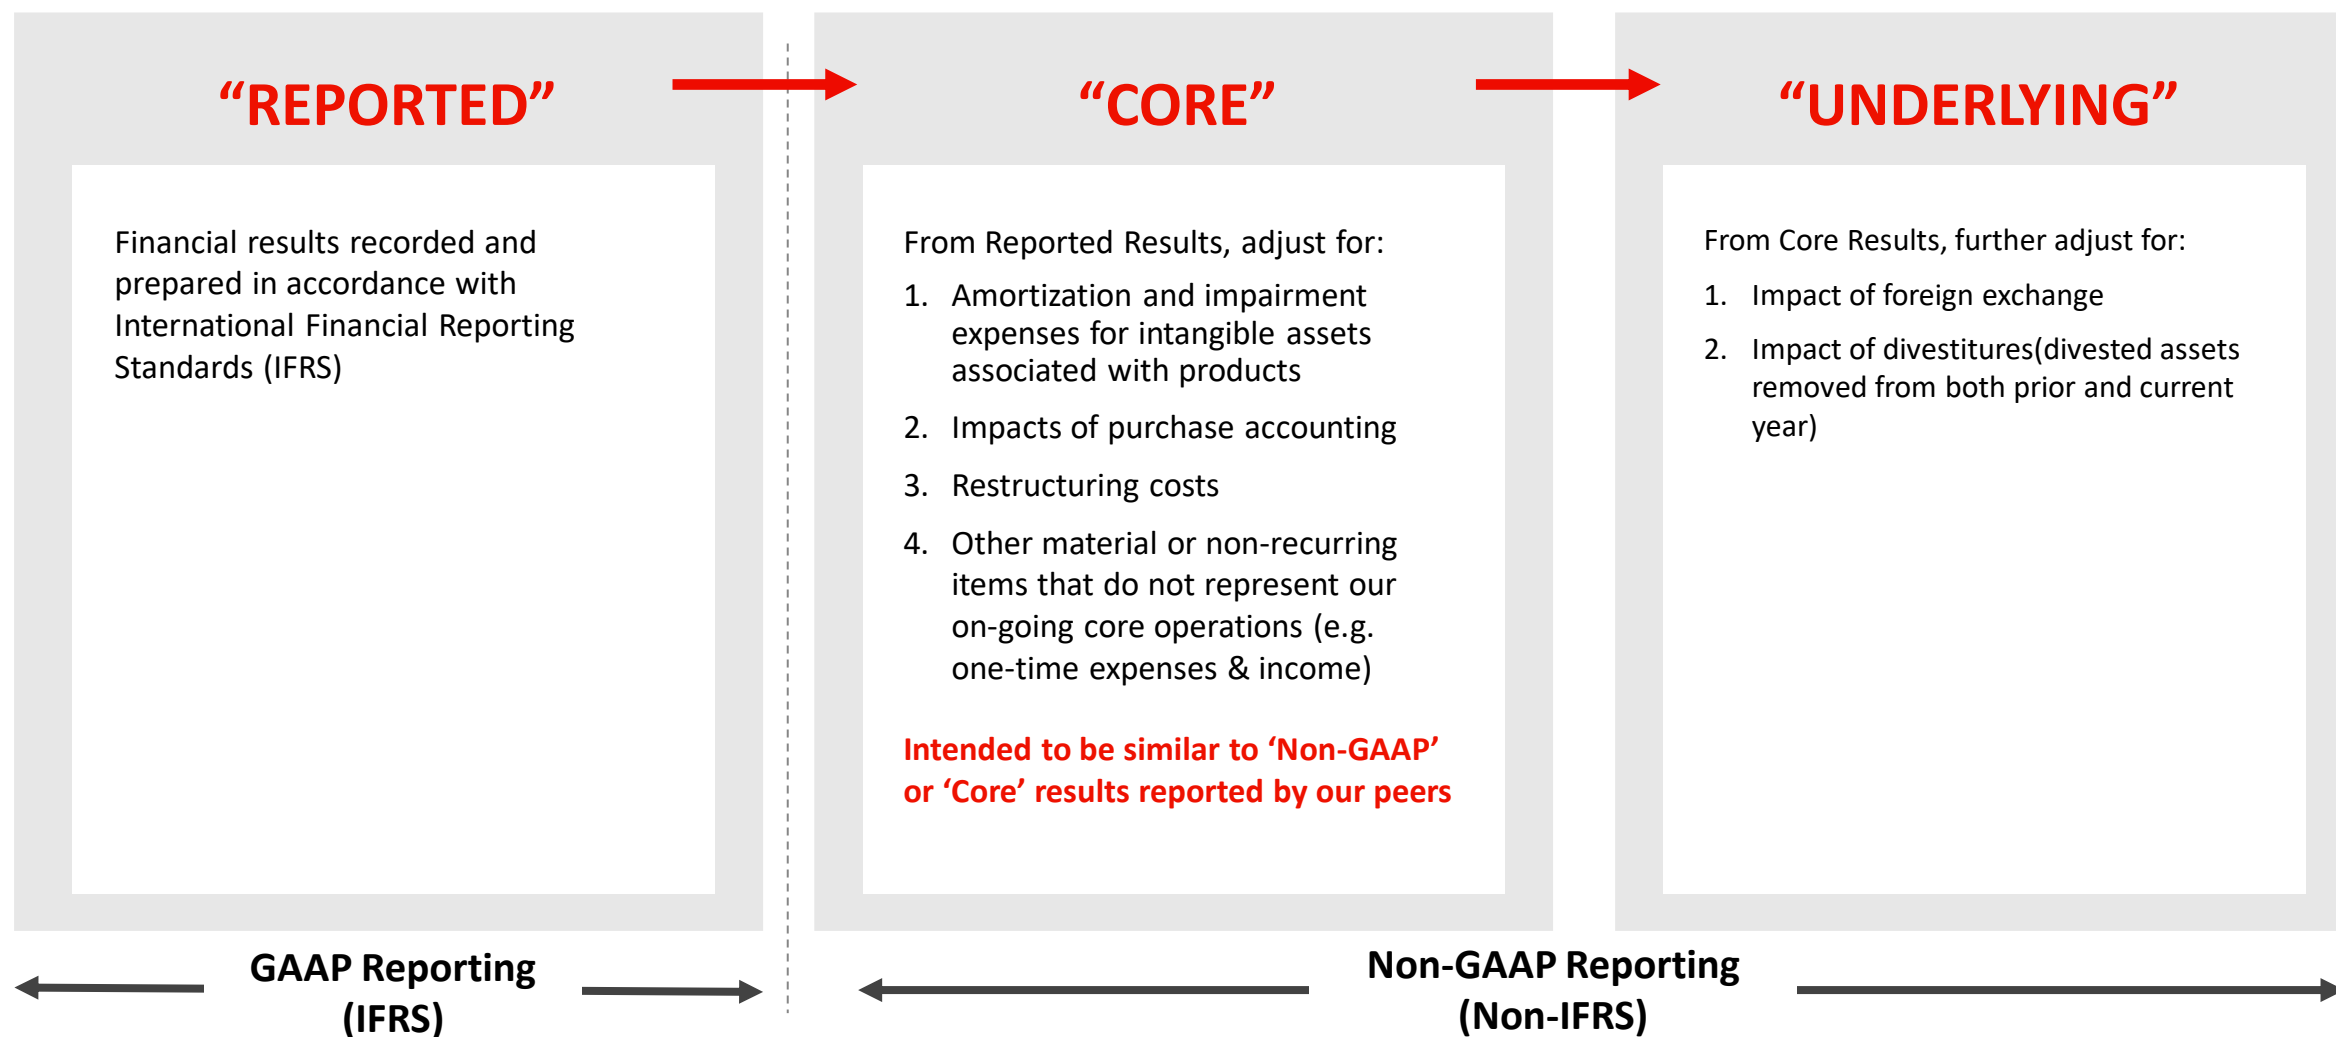 “REPORTED”
Financial results recorded and
prepared in accordance with
International Financial Reporting
Standards (IFRS)
“CORE”
From Reported Results, adjust for:
1. Amortization and impairment
expenses for intangible assets
associated with products
2. Impacts of purchase accounting
3. Restructuring costs
4. Other material or non-recurring
items that do not represent our
on-going core operations (e.g.
one-time expenses & income)
Intended to be similar to ‘Non-GAAP’
or ‘Core’ results reported by our peers
“UNDERLYING”
From Core Results, further adjust for:
1. Impact of foreign exchange
2. Impact of divestitures(divested assets
removed from both prior and current
year)
GAAP Reporting
(IFRS)
Non-GAAP Reporting
(Non-IFRS)